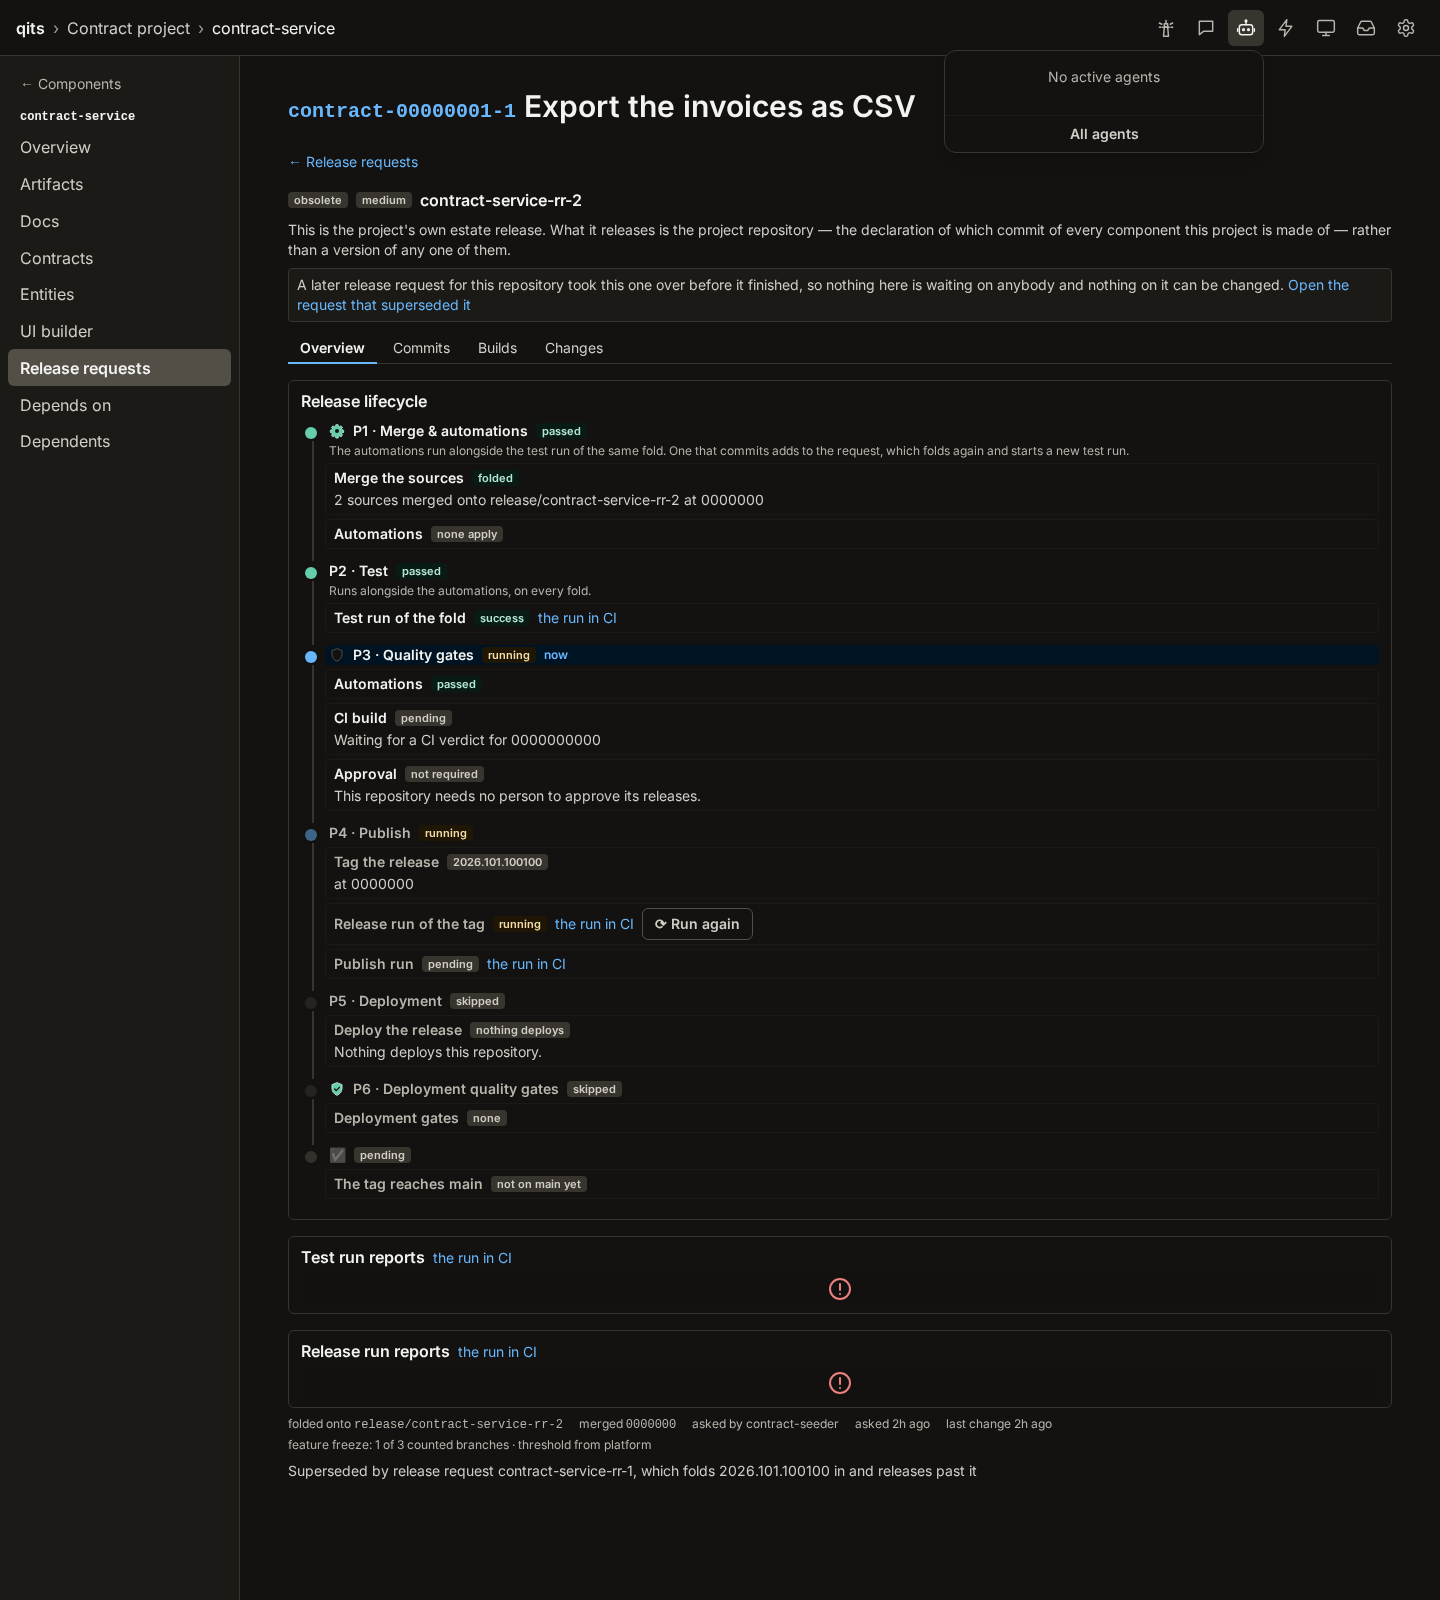 qits › Contract project › contract-service
No active agents
All agents
← Components
contract-service
Overview
Artifacts
Docs
Contracts
Entities
UI builder
Release requests
Depends on
Dependents
contract-00000001-1 Export the invoices as CSV
← Release requests
obsolete medium contract-service-rr-2
This is the project's own estate release. What it releases is the project repository — the declaration of which commit of every component this project is made of — rather
than a version of any one of them.
A later release request for this repository took this one over before it finished, so nothing here is waiting on anybody and nothing on it can be changed. Open the
request that superseded it
Overview Commits Builds Changes
Release lifecycle
P1 · Merge & automations passed
The automations run alongside the test run of the same fold. One that commits adds to the request, which folds again and starts a new test run.
Merge the sources folded
2 sources merged onto release/contract-service-rr-2 at 0000000
Automations none apply
P2 · Test passed
Runs alongside the automations, on every fold.
Test run of the fold success the run in CI
P3 · Quality gates running now
Automations passed
CI build pending
Waiting for a CI verdict for 0000000000
Approval not required
This repository needs no person to approve its releases.
P4 · Publish running
Tag the release 2026.101.100100
at 0000000
Release run of the tag running the run in CI ⟳ Run again
Publish run pending the run in CI
P5 · Deployment skipped
Deploy the release nothing deploys
Nothing deploys this repository.
P6 · Deployment quality gates skipped
Deployment gates none
pending
The tag reaches main not on main yet
Test run reports the run in CI
Release run reports the run in CI
folded onto release/contract-service-rr-2 merged 0000000 asked by contract-seeder asked 2h ago last change 2h ago
feature freeze: 1 of 3 counted branches · threshold from platform
Superseded by release request contract-service-rr-1, which folds 2026.101.100100 in and releases past it